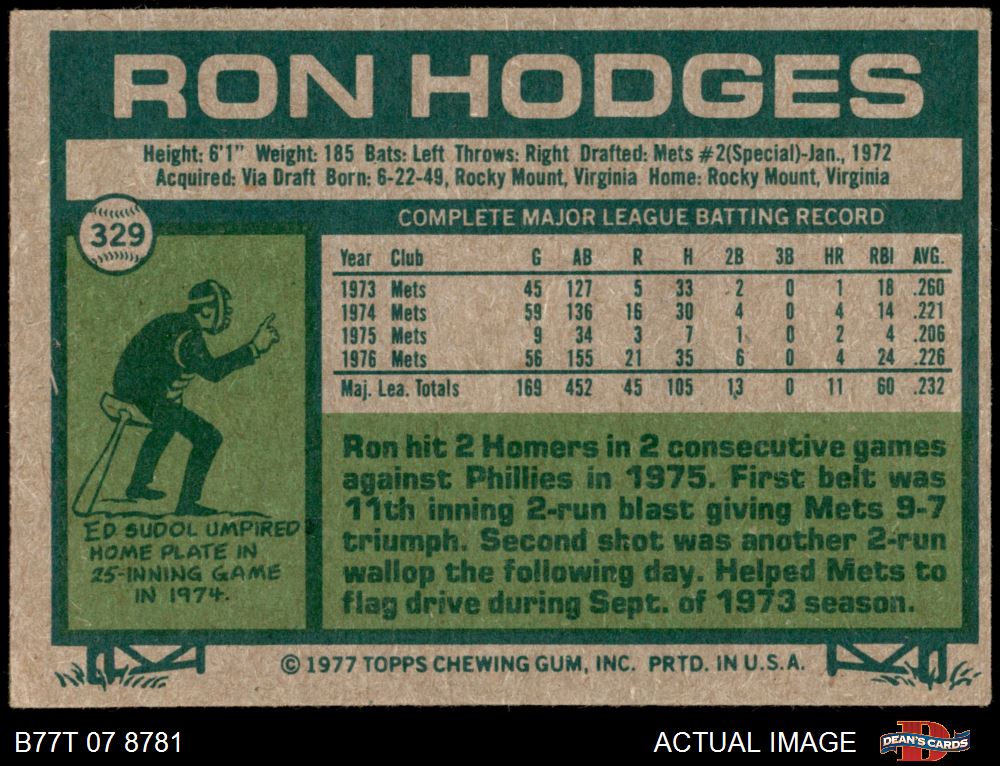 RON HODGES
Height: 6'1" Weight: 185 Bats: Left Throws: Right Drafted: Mets #2(Special)-Jan., 1972
Acquired: Via Draft Born: 6-22-49, Rocky Mount, Virginia Home: Rocky Mount, Virginia
329
COMPLETE MAJOR LEAGUE BATTING RECORD
Year Club G AB R H 2B 3B HR RBI AVG.
1973 Mets 45 127 5 33 2 0 1 18 .260
1974 Mets 59 136 16 30 4 0 4 14 .221
1975 Mets 9 34 3 7 1 0 2 4 .206
1976 Mets 56 155 21 35 6 0 4 24 .226
Maj. Lea. Totals 169 452 45 105 13 0 11 60 .232
ED SUDOL UMPIRED
HOME PLATE IN
25-INNING GAME
IN 1974.
Ron hit 2 Homers in 2 consecutive games
against Phillies in 1975. First belt was
11th inning 2-run blast giving Mets 9-7
triumph. Second shot was another 2-run
wallop the following day. Helped Mets to
flag drive during Sept. of 1973 season.
© 1977 TOPPS CHEWING GUM, INC. PRTD. IN U.S.A.
B77T 07 8781
ACTUAL IMAGE
DEAN'S CARDS